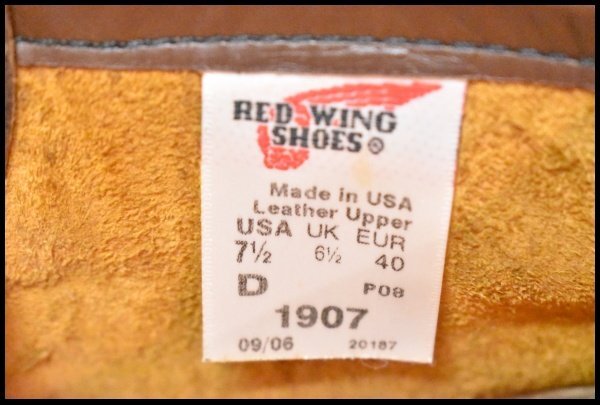 RED WING
SHOES®
Made in USA
Leather Upper
USA UK EUR
7½ 6½ 40
D P08
1907
09/06 20187